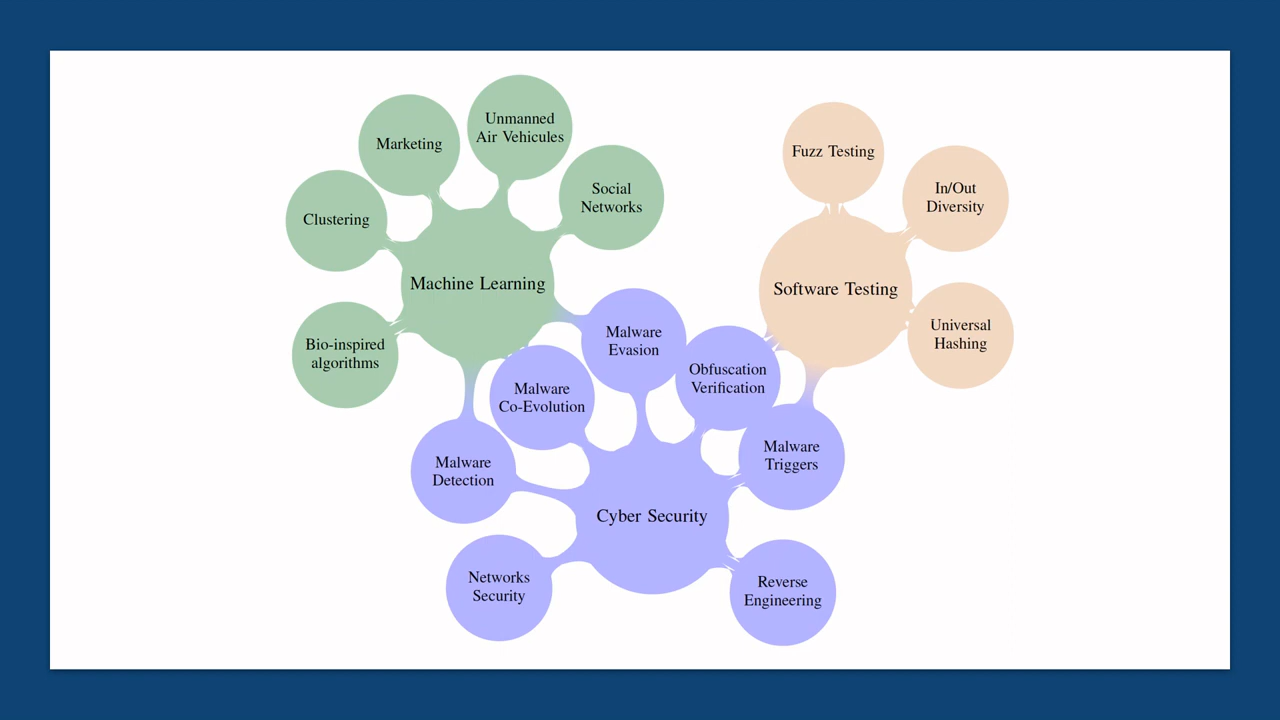 Unmanned
Air Vehicules
Marketing
Fuzz Testing
Social
Networks
In/Out
Diversity
Clustering
Machine Learning
Software Testing
Universal
Hashing
Malware
Evasion
Bio-inspired
algorithms
Obfuscation
Verification
Malware
Co-Evolution
Malware
Triggers
Malware
Detection
Cyber Security
Networks
Security
Reverse
Engineering